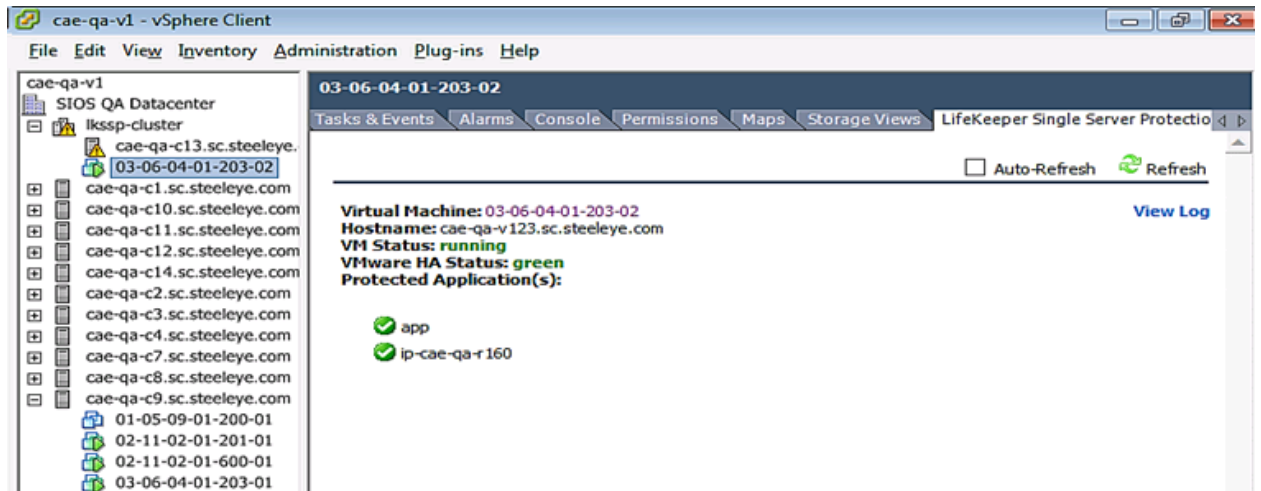 cae-qa-v1 - vSphere Client
File Edit View Inventory Administration Plug-ins Help
cae-qa-v1
SIOS QA Datacenter
lkssp-cluster
cae-qa-c13.sc.steeleye.
03-06-04-01-203-02
cae-qa-c1.sc.steeleye.com
cae-qa-c10.sc.steeleye.com
cae-qa-c11.sc.steeleye.com
cae-qa-c12.sc.steeleye.com
cae-qa-c14.sc.steeleye.com
cae-qa-c2.sc.steeleye.com
cae-qa-c3.sc.steeleye.com
cae-qa-c4.sc.steeleye.com
cae-qa-c7.sc.steeleye.com
cae-qa-c8.sc.steeleye.com
cae-qa-c9.sc.steeleye.com
01-05-09-01-200-01
02-11-02-01-201-01
02-11-02-01-600-01
03-06-04-01-203-01
03-06-04-01-203-02
Tasks & Events Alarms Console Permissions Maps Storage Views LifeKeeper Single Server Protectio
Auto-Refresh Refresh
Virtual Machine: 03-06-04-01-203-02 View Log
Hostname: cae-qa-v123.sc.steeleye.com
VM Status: running
VMware HA Status: green
Protected Application(s):
app
ip-cae-qa-r160